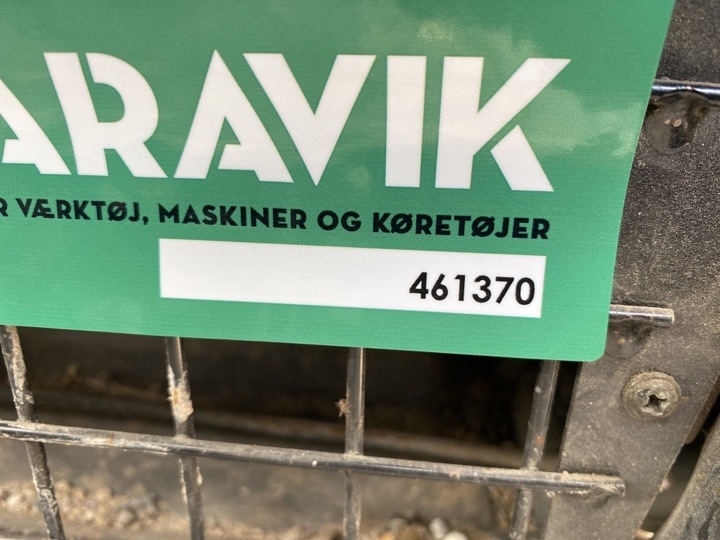 ARAVIK
R VÆRKTØJ, MASKINER OG KØRETØJER
461370